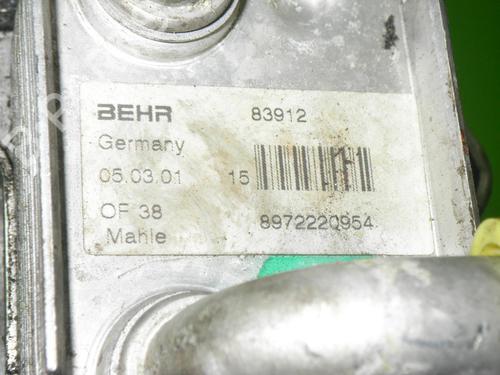 BEHR 83912
Germany
05.03.01 15
OF 38
Mahle 8972220954